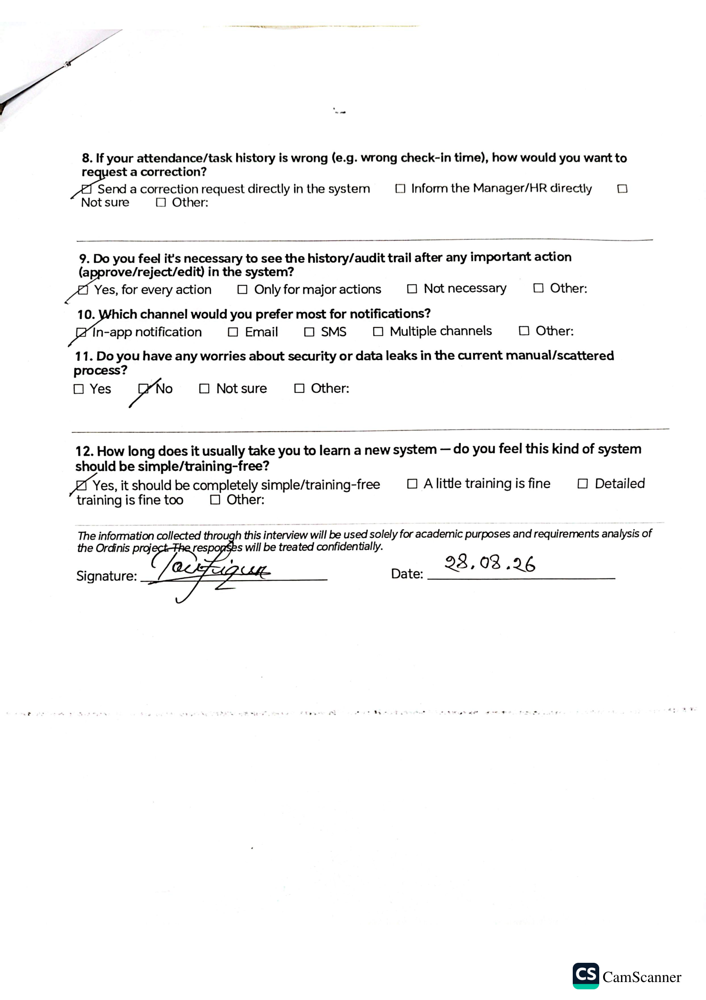 8. If your attendance/task history is wrong (e.g. wrong check-in time), how would you want to
request a correction?
☑ Send a correction request directly in the system ☐ Inform the Manager/HR directly ☐
Not sure ☐ Other:
9. Do you feel it's necessary to see the history/audit trail after any important action
(approve/reject/edit) in the system?
☑ Yes, for every action ☐ Only for major actions ☐ Not necessary ☐ Other:
10. Which channel would you prefer most for notifications?
☑ In-app notification ☐ Email ☐ SMS ☐ Multiple channels ☐ Other:
11. Do you have any worries about security or data leaks in the current manual/scattered
process?
☐ Yes ☑ No ☐ Not sure ☐ Other:
12. How long does it usually take you to learn a new system — do you feel this kind of system
should be simple/training-free?
☑ Yes, it should be completely simple/training-free ☐ A little training is fine ☐ Detailed
training is fine too ☐ Other:
The information collected through this interview will be used solely for academic purposes and requirements analysis of
the Ordinis project. The responses will be treated confidentially.
Signature: Date: 28.08.26
CS CamScanner